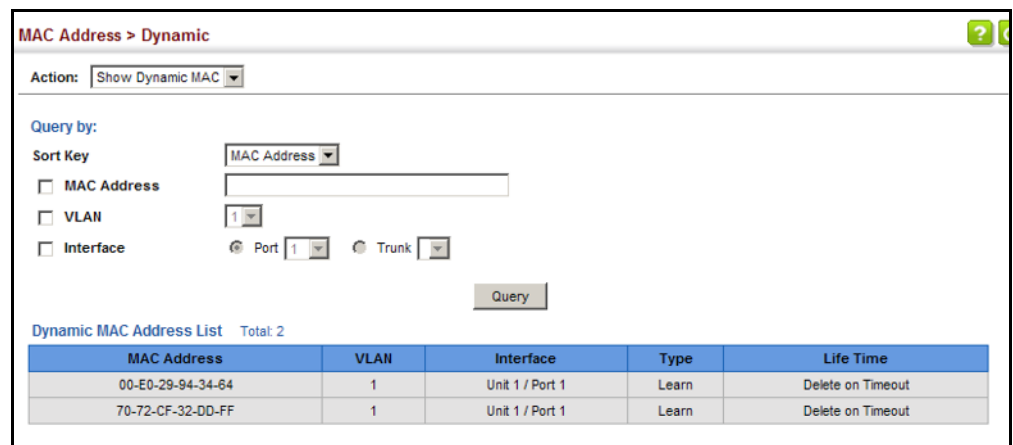 MAC Address > Dynamic ?
Action: Show Dynamic MAC
Query by:
Sort Key MAC Address
MAC Address
VLAN 1
Interface Port 1 Trunk
Query
Dynamic MAC Address List Total: 2
MAC Address VLAN Interface Type Life Time
00-E0-29-94-34-64 1 Unit 1 / Port 1 Learn Delete on Timeout
70-72-CF-32-DD-FF 1 Unit 1 / Port 1 Learn Delete on Timeout